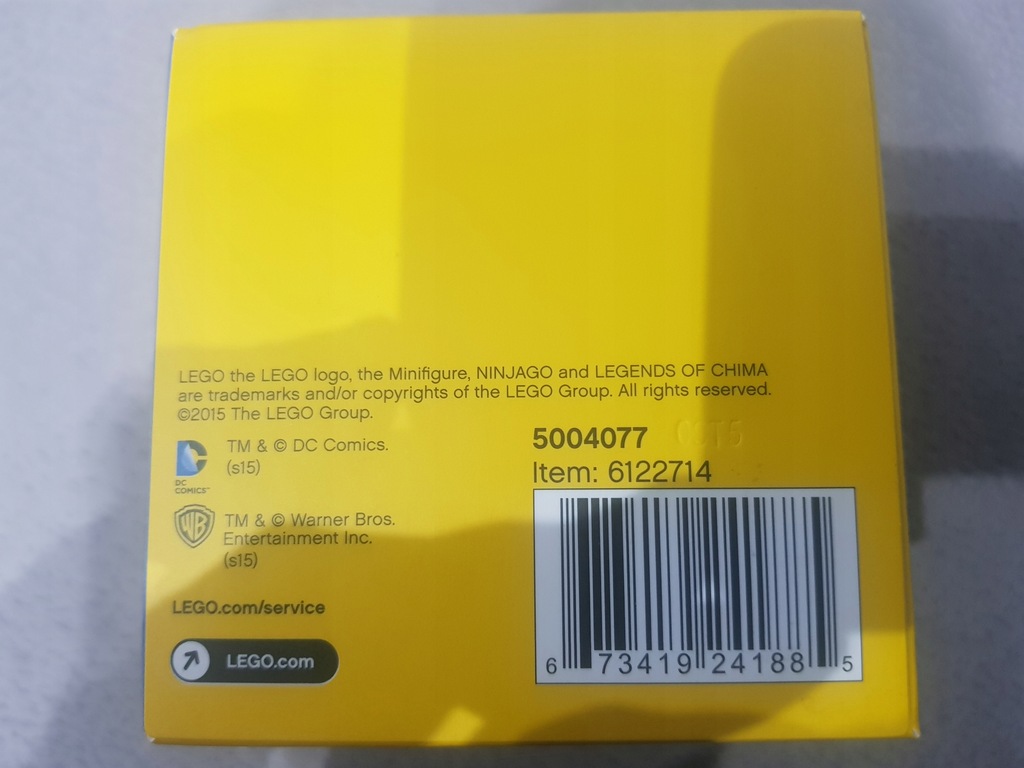 LEGO the LEGO logo, the Minifigure, NINJAGO and LEGENDS OF CHIMA
are trademarks and/or copyrights of the LEGO Group. All rights reserved.
©2015 The LEGO Group.
DC
COMICS™
TM & © DC Comics.
(s15)
WB
TM & © Warner Bros.
Entertainment Inc.
(s15)
LEGO.com/service
LEGO.com
5004077
Item: 6122714
6 73419 24188 5